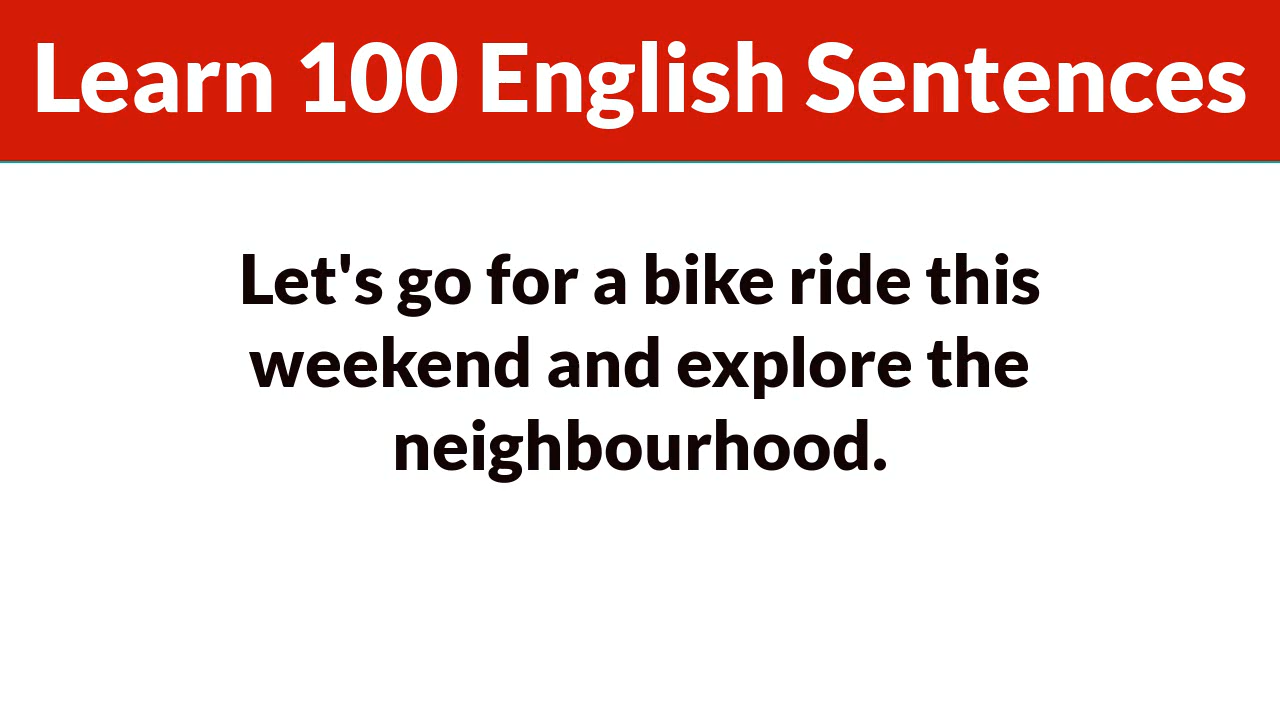 Learn 100 English Sentences
Let's go for a bike ride this
weekend and explore the
neighbourhood.